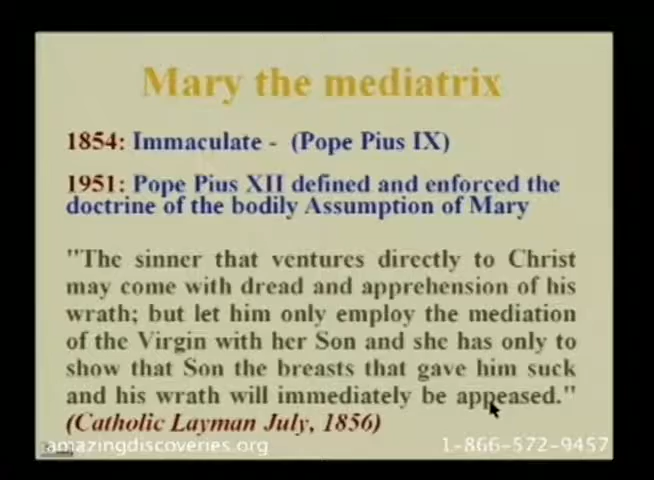 Mary the mediatrix
1854: Immaculate - (Pope Pius IX)
1951: Pope Pius XII defined and enforced the
doctrine of the bodily Assumption of Mary
"The sinner that ventures directly to Christ
may come with dread and apprehension of his
wrath; but let him only employ the mediation
of the Virgin with her Son and she has only to
show that Son the breasts that gave him suck
and his wrath will immediately be appeased."
(Catholic Layman July, 1856)
amazingdiscoveries.org 1-866-572-9457